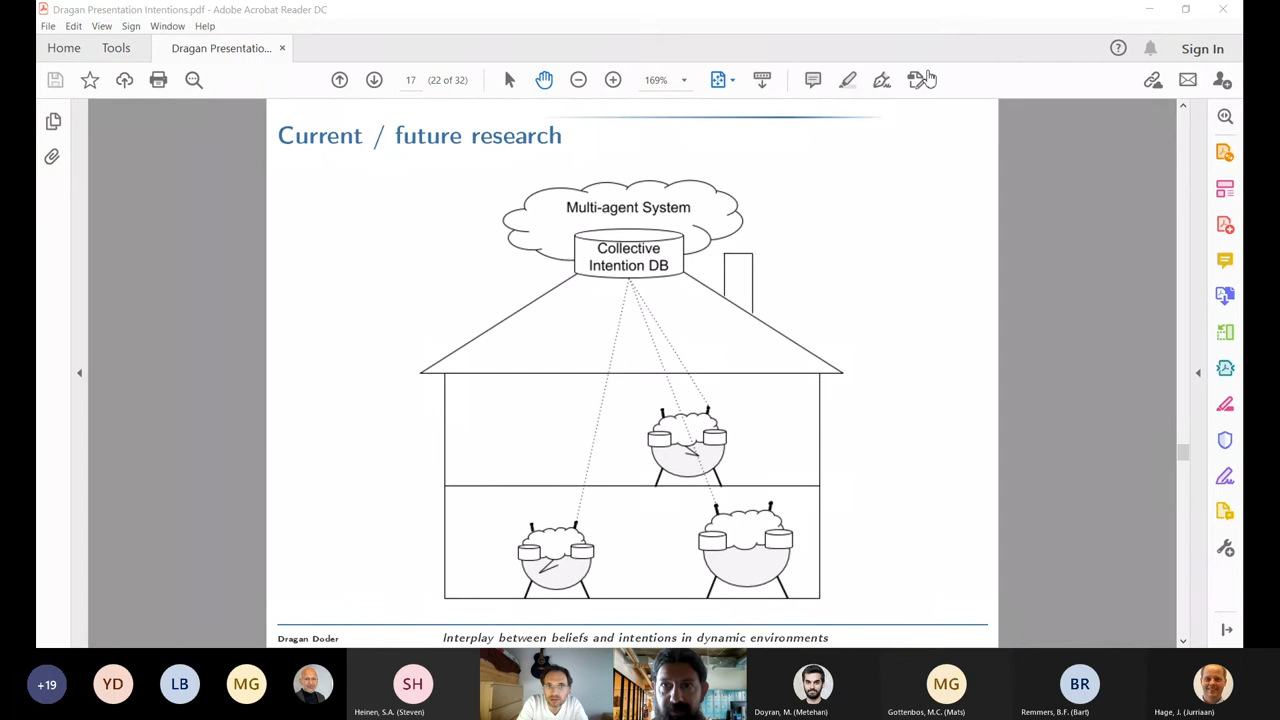 Dragan Presentation Intentions.pdf - Adobe Acrobat Reader DC
File Edit View Sign Window Help
Home Tools Dragan Presentatio... ×
Sign In
17 (22 of 32) 169%
Current / future research
Multi-agent System
Collective
Intention DB
Dragan Doder Interplay between beliefs and intentions in dynamic environments
+19 YD LB MG SH MG BR
Heinen, S.A. (Steven) Doyran, M. (Metehan) Gottenbos, M.C. (Mats) Remmers, B.F. (Bart) Hage, J. (Jurriaan)